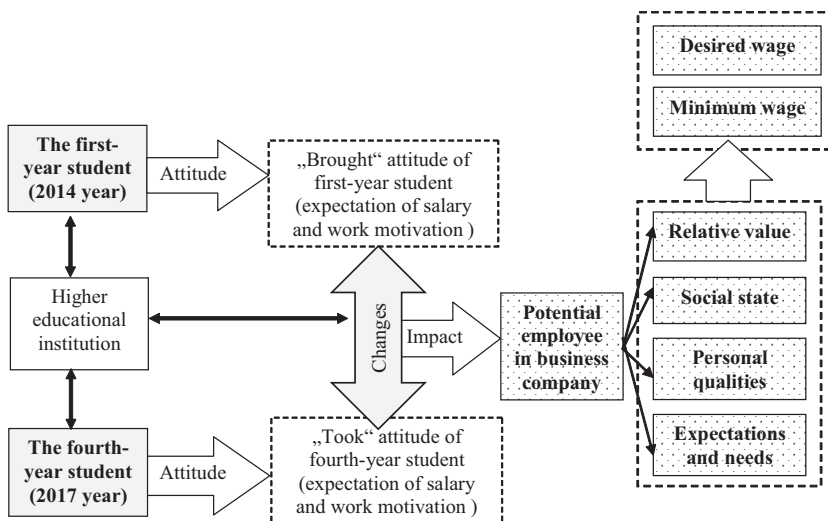 Desired wage
Minimum wage
The first-
year student
(2014 year)
Attitude
„Brought“ attitude of
first-year student
(expectation of salary
and work motivation )
Relative value
Social state
Personal
qualities
Expectations
and needs
Higher
educational
institution
Changes
Impact
Potential
employee
in business
company
The fourth-
year student
(2017 year)
Attitude
„Took“ attitude of
fourth-year student
(expectation of salary
and work motivation )